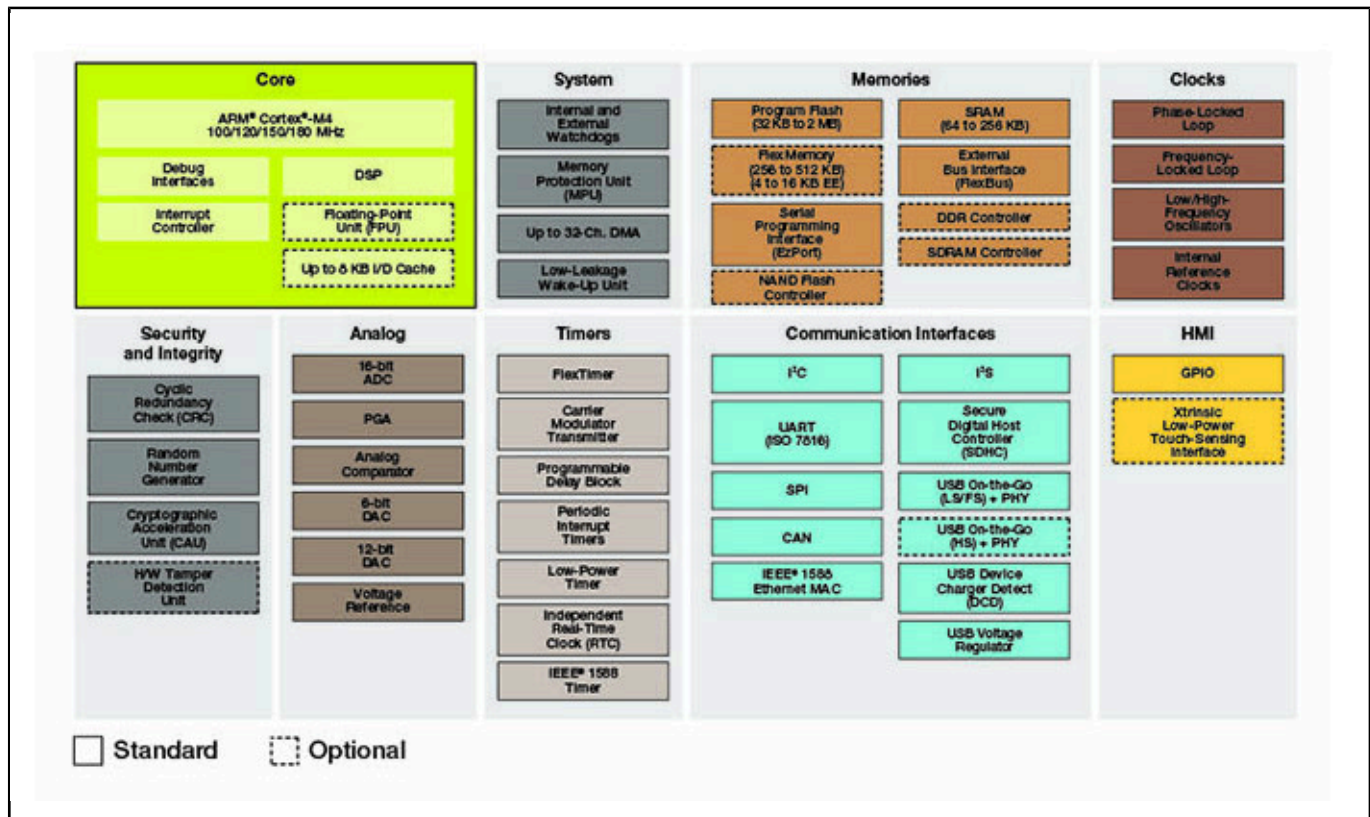 Core
ARM® Cortex®-M4
100/120/150/180 MHz
Debug
Interfaces
DSP
Interrupt
Controller
Floating-Point
Unit (FPU)
Up to 8 KB I/D Cache
System
Internal and
External
Watchdogs
Memory
Protection Unit
(MPU)
Up to 32-Ch. DMA
Low-Leakage
Wake-Up Unit
Memories
Program Flash
(32 KB to 2 MB)
SRAM
(64 to 256 KB)
FlexMemory
(256 to 512 KB)
(4 to 16 KB EE)
External
Bus Interface
(FlexBus)
Serial
Programming
Interface
(EzPort)
DDR Controller
SDRAM Controller
NAND Flash
Controller
Clocks
Phase-Locked
Loop
Frequency-
Locked Loop
Low/High-
Frequency
Oscillators
Internal
Reference
Clocks
Security
and Integrity
Cyclic
Redundancy
Check (CRC)
Random
Number
Generator
Cryptographic
Acceleration
Unit (CAU)
H/W Tamper
Detection
Unit
Analog
16-bit
ADC
PGA
Analog
Comparator
6-bit
DAC
12-bit
DAC
Voltage
Reference
Timers
FlexTimer
Carrier
Modulator
Transmitter
Programmable
Delay Block
Periodic
Interrupt
Timers
Low-Power
Timer
Independent
Real-Time
Clock (RTC)
IEEE® 1588
Timer
Communication Interfaces
I²C
I²S
UART
(ISO 7816)
Secure
Digital Host
Controller
(SDHC)
SPI
USB On-the-Go
(LS/FS) + PHY
CAN
USB On-the-Go
(HS) + PHY
IEEE® 1588
Ethernet MAC
USB Device
Charger Detect
(DCD)
USB Voltage
Regulator
HMI
GPIO
Xtrinsic
Low-Power
Touch-Sensing
Interface
Standard
Optional